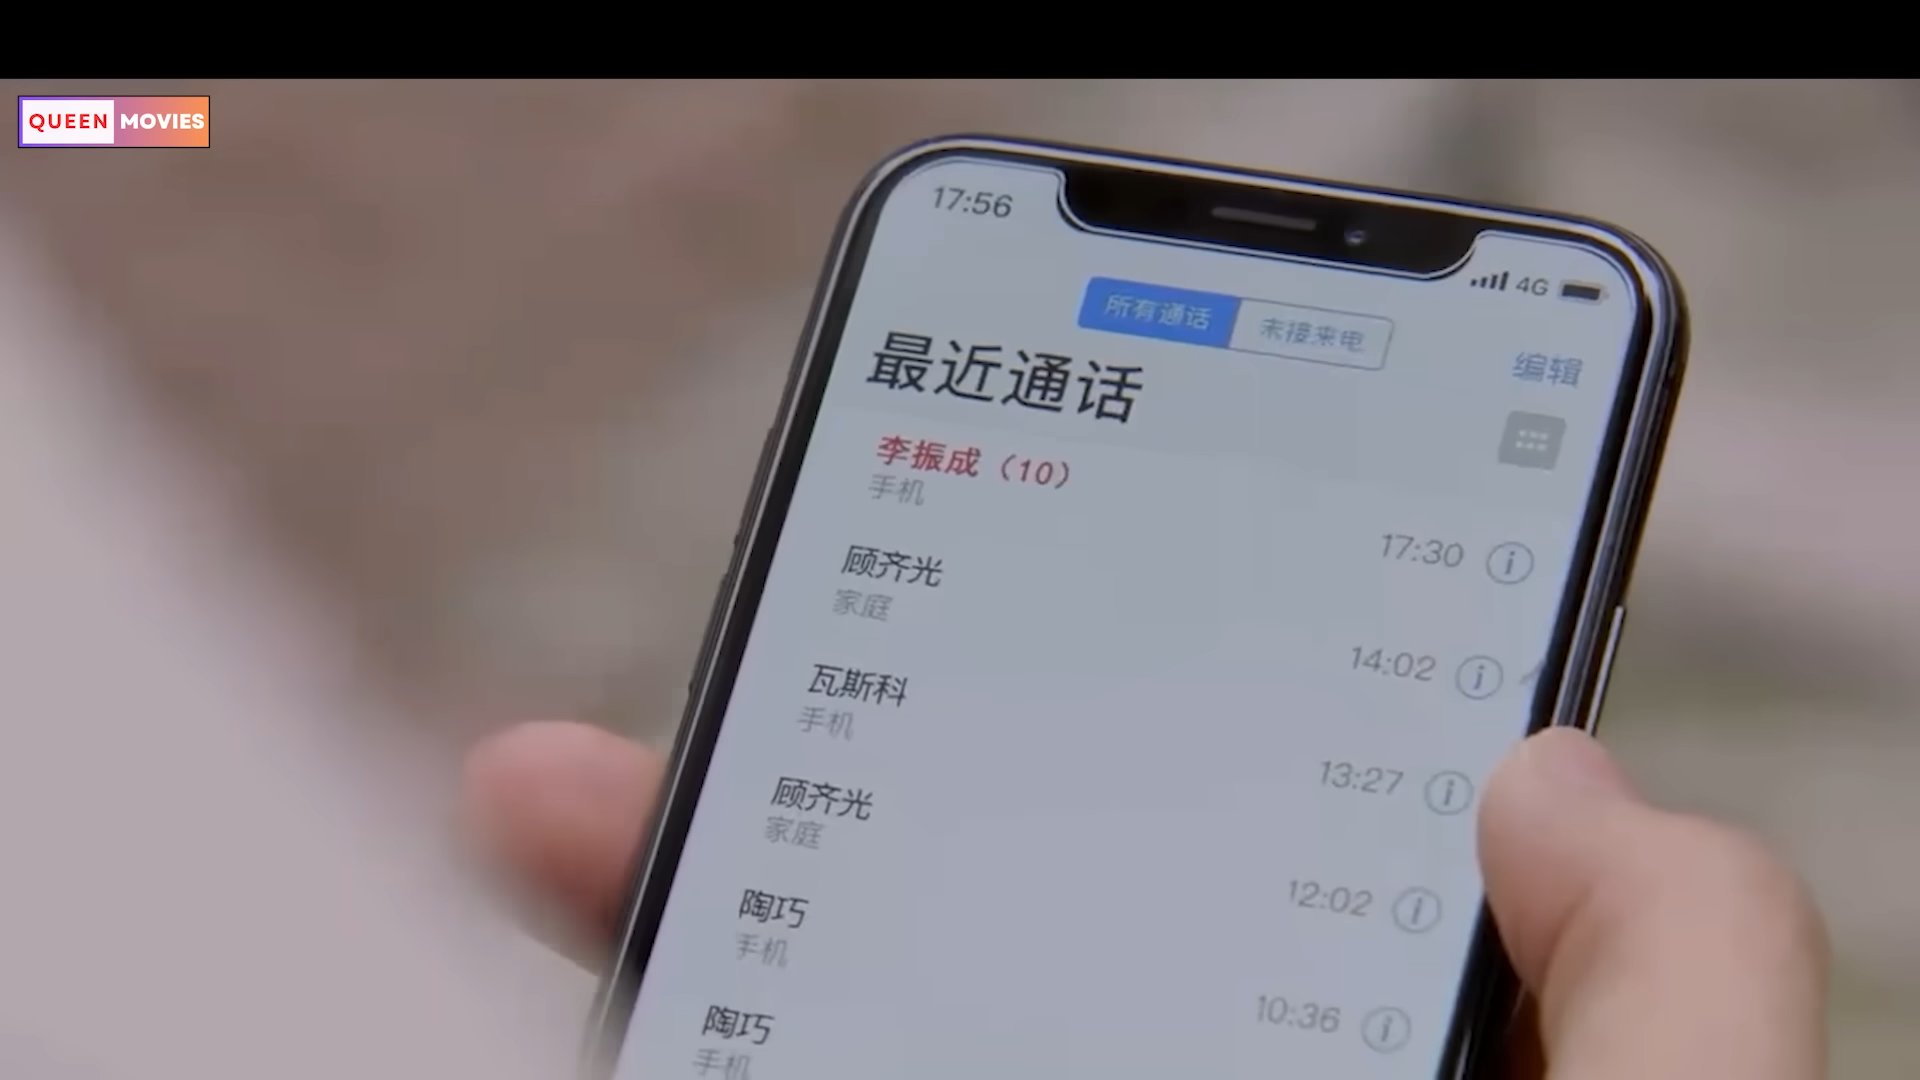 QUEEN MOVIES
17:56
4G
所有通话 未接来电
编辑
最近通话
李振成（10）
手机
17:30
顾齐光
家庭
14:02
瓦斯科
手机
13:27
顾齐光
家庭
12:02
陶巧
手机
10:36
陶巧
手机